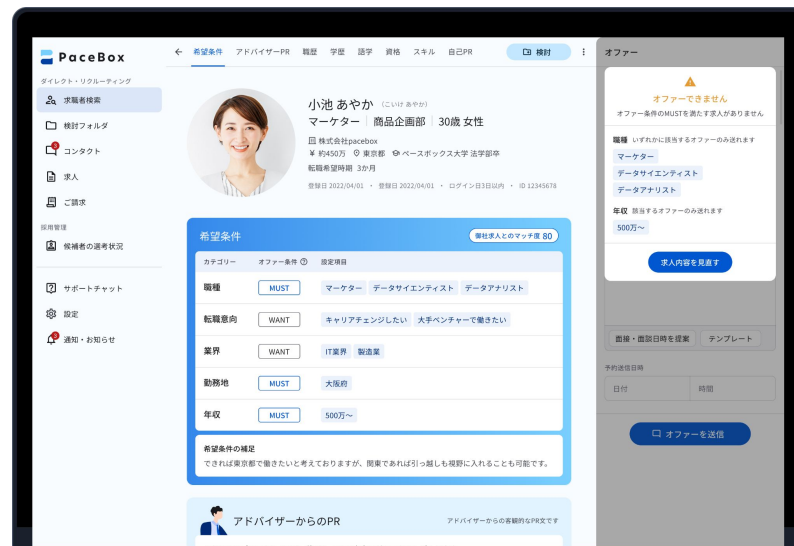 PaceBox
ダイレクト・リクルーティング
求職者検索
検討フォルダ
コンタクト
求人
ご請求
採用管理
候補者の選考状況
サポートチャット
設定
通知・お知らせ
希望条件 アドバイザーPR 職歴 学歴 語学 資格 スキル 自己PR 検討
小池 あやか (こいけ あやか)
マーケター 商品企画部 30歳 女性
株式会社pacebox
¥ 約450万 東京都 ペースボックス大学 法学部卒
転職希望時期 3か月
登録日 2022/04/01 ・ 登録日 2022/04/01 ・ ログイン日3日以内 ・ ID 12345678
希望条件 御社求人とのマッチ度 80
カテゴリー オファー条件 設定項目
職種 MUST マーケター データサイエンティスト データアナリスト
転職意向 WANT キャリアチェンジしたい 大手ベンチャーで働きたい
業界 WANT IT業界 製造業
勤務地 MUST 大阪府
年収 MUST 500万〜
希望条件の補足
できれば東京都で働きたいと考えておりますが、関東であれば引っ越しも視野に入れることも可能です。
アドバイザーからのPR アドバイザーからの客観的なPR文です
オファー
オファーできません
オファー条件のMUSTを満たす求人がありません
職種 いずれかに該当するオファーのみ送れます
マーケター
データサイエンティスト
データアナリスト
年収 該当するオファーのみ送れます
500万〜
求人内容を見直す
面接・面談日時を提案 テンプレート
予約送信日時
日付 時間
オファーを送信